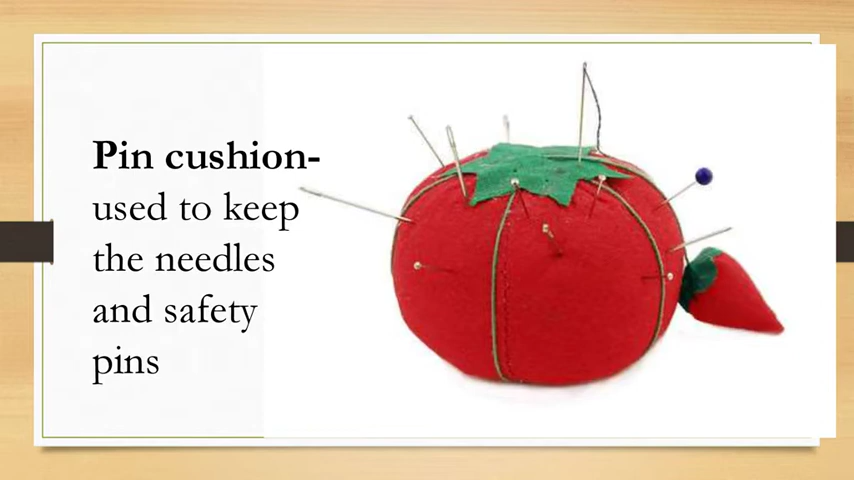 Pin cushion-
used to keep
the needles
and safety
pins